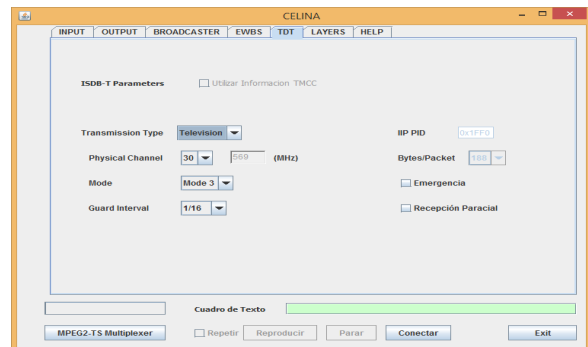 CELINA
INPUT OUTPUT BROADCASTER EWBS TDT LAYERS HELP
ISDB-T Parameters Utilizar Informacion TMCC
Transmission Type Television IIP PID 0x1FF0
Physical Channel 30 569 (MHz) Bytes/Packet 188
Mode Mode 3 Emergencia
Guard Interval 1/16 Recepción Paracial
Cuadro de Texto
MPEG2-TS Multiplexer Repetir Reproducir Parar Conectar Exit